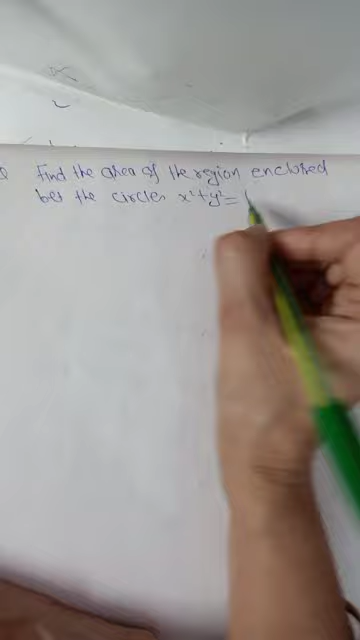 Find the area of the region enclosed
bet the circles x²+y²=